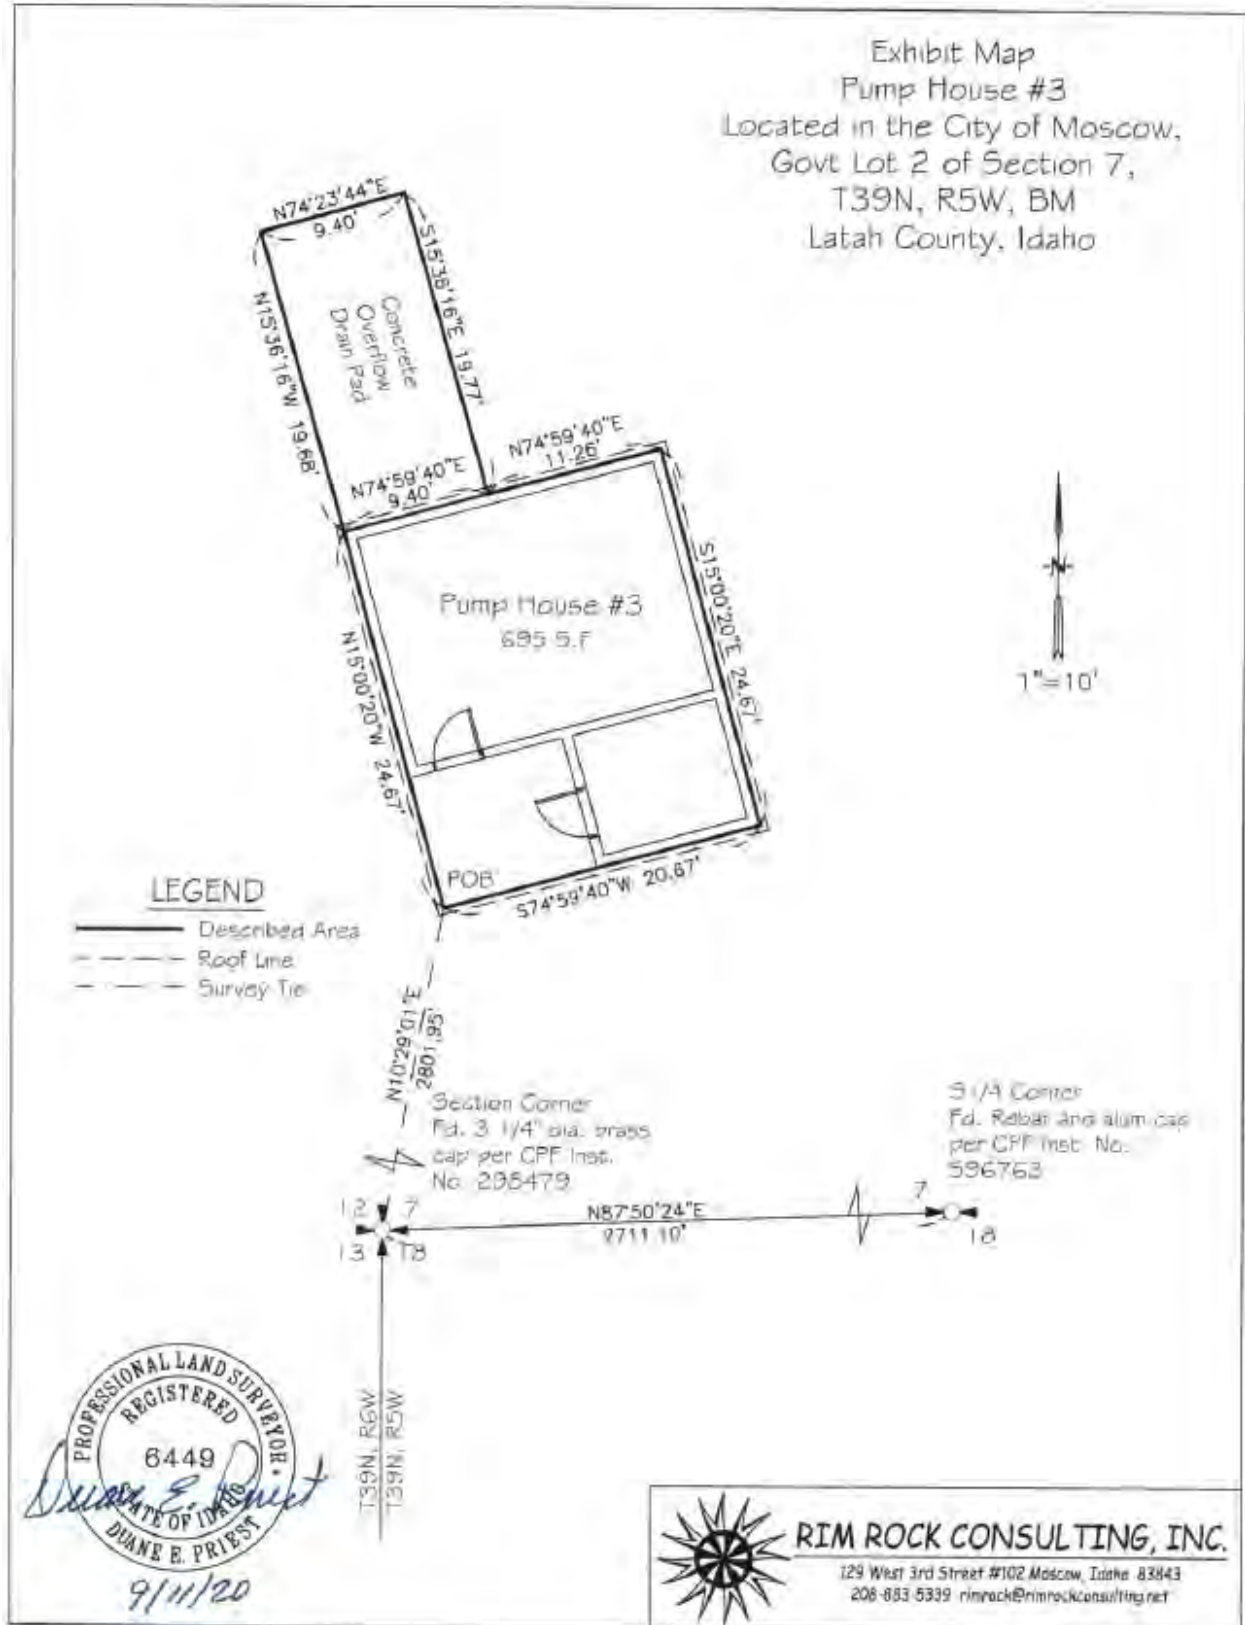 Exhibit Map
Pump House #3
Located in the City of Moscow,
Govt Lot 2 of Section 7,
T39N, R5W, BM
Latah County, Idaho
N74°23'44"E
9.40'
S15°36'16"E 19.77'
N15°36'16"W 19.68'
Concrete
Overflow
Drain Pad
N74°59'40"E
11.26'
N74°59'40"E
9.40'
Pump House #3
695 S.F
S15°00'20"E 24.67'
N15°00'20"W 24.67'
N
1"=10'
POB
S74°59'40"W 20.67'
LEGEND
Described Area
Roof Line
Survey Tie
N10°29'01"E
2801.95'
Section Corner
Fd. 3 1/4" dia. brass
cap per CPF Inst.
No. 295479
S 1/4 Corner
Fd. Rebar and alum cap
per CPF Inst. No.
596763
12 7
13 18
N87°50'24"E
2711.10'
7
18
T39N, R6W
T39N, R5W
PROFESSIONAL LAND SURVEYOR
REGISTERED
6449
STATE OF IDAHO
DUANE E. PRIEST
Duane E. Priest
9/11/20
RIM ROCK CONSULTING, INC.
129 West 3rd Street #102 Moscow, Idaho 83843
208-883-5339 rimrock@rimrockconsulting.net